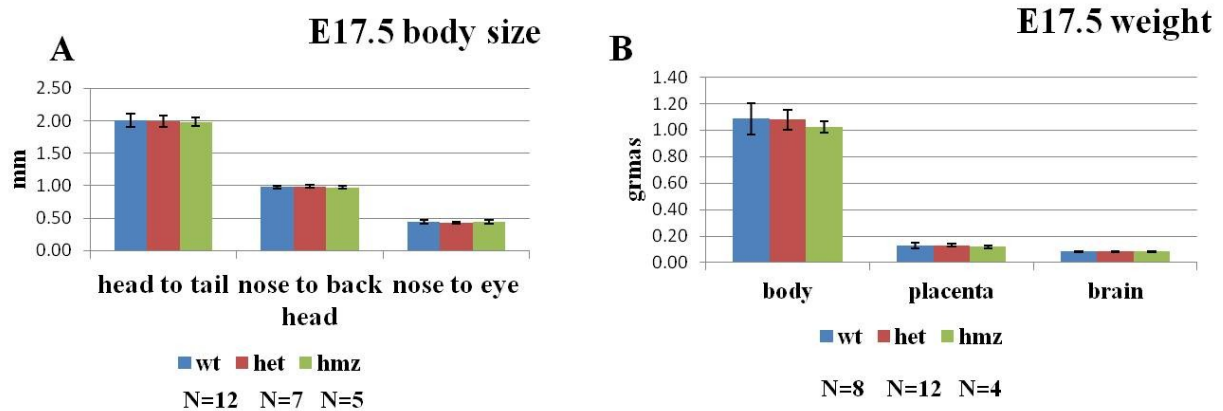 A
E17.5 body size
mm
2.50
2.00
1.50
1.00
0.50
0.00
head to tail nose to back nose to eye
head
wt het hmz
N=12 N=7 N=5
E17.5 weight
B
grmas
1.40
1.20
1.00
0.80
0.60
0.40
0.20
0.00
body placenta brain
wt het hmz
N=8 N=12 N=4